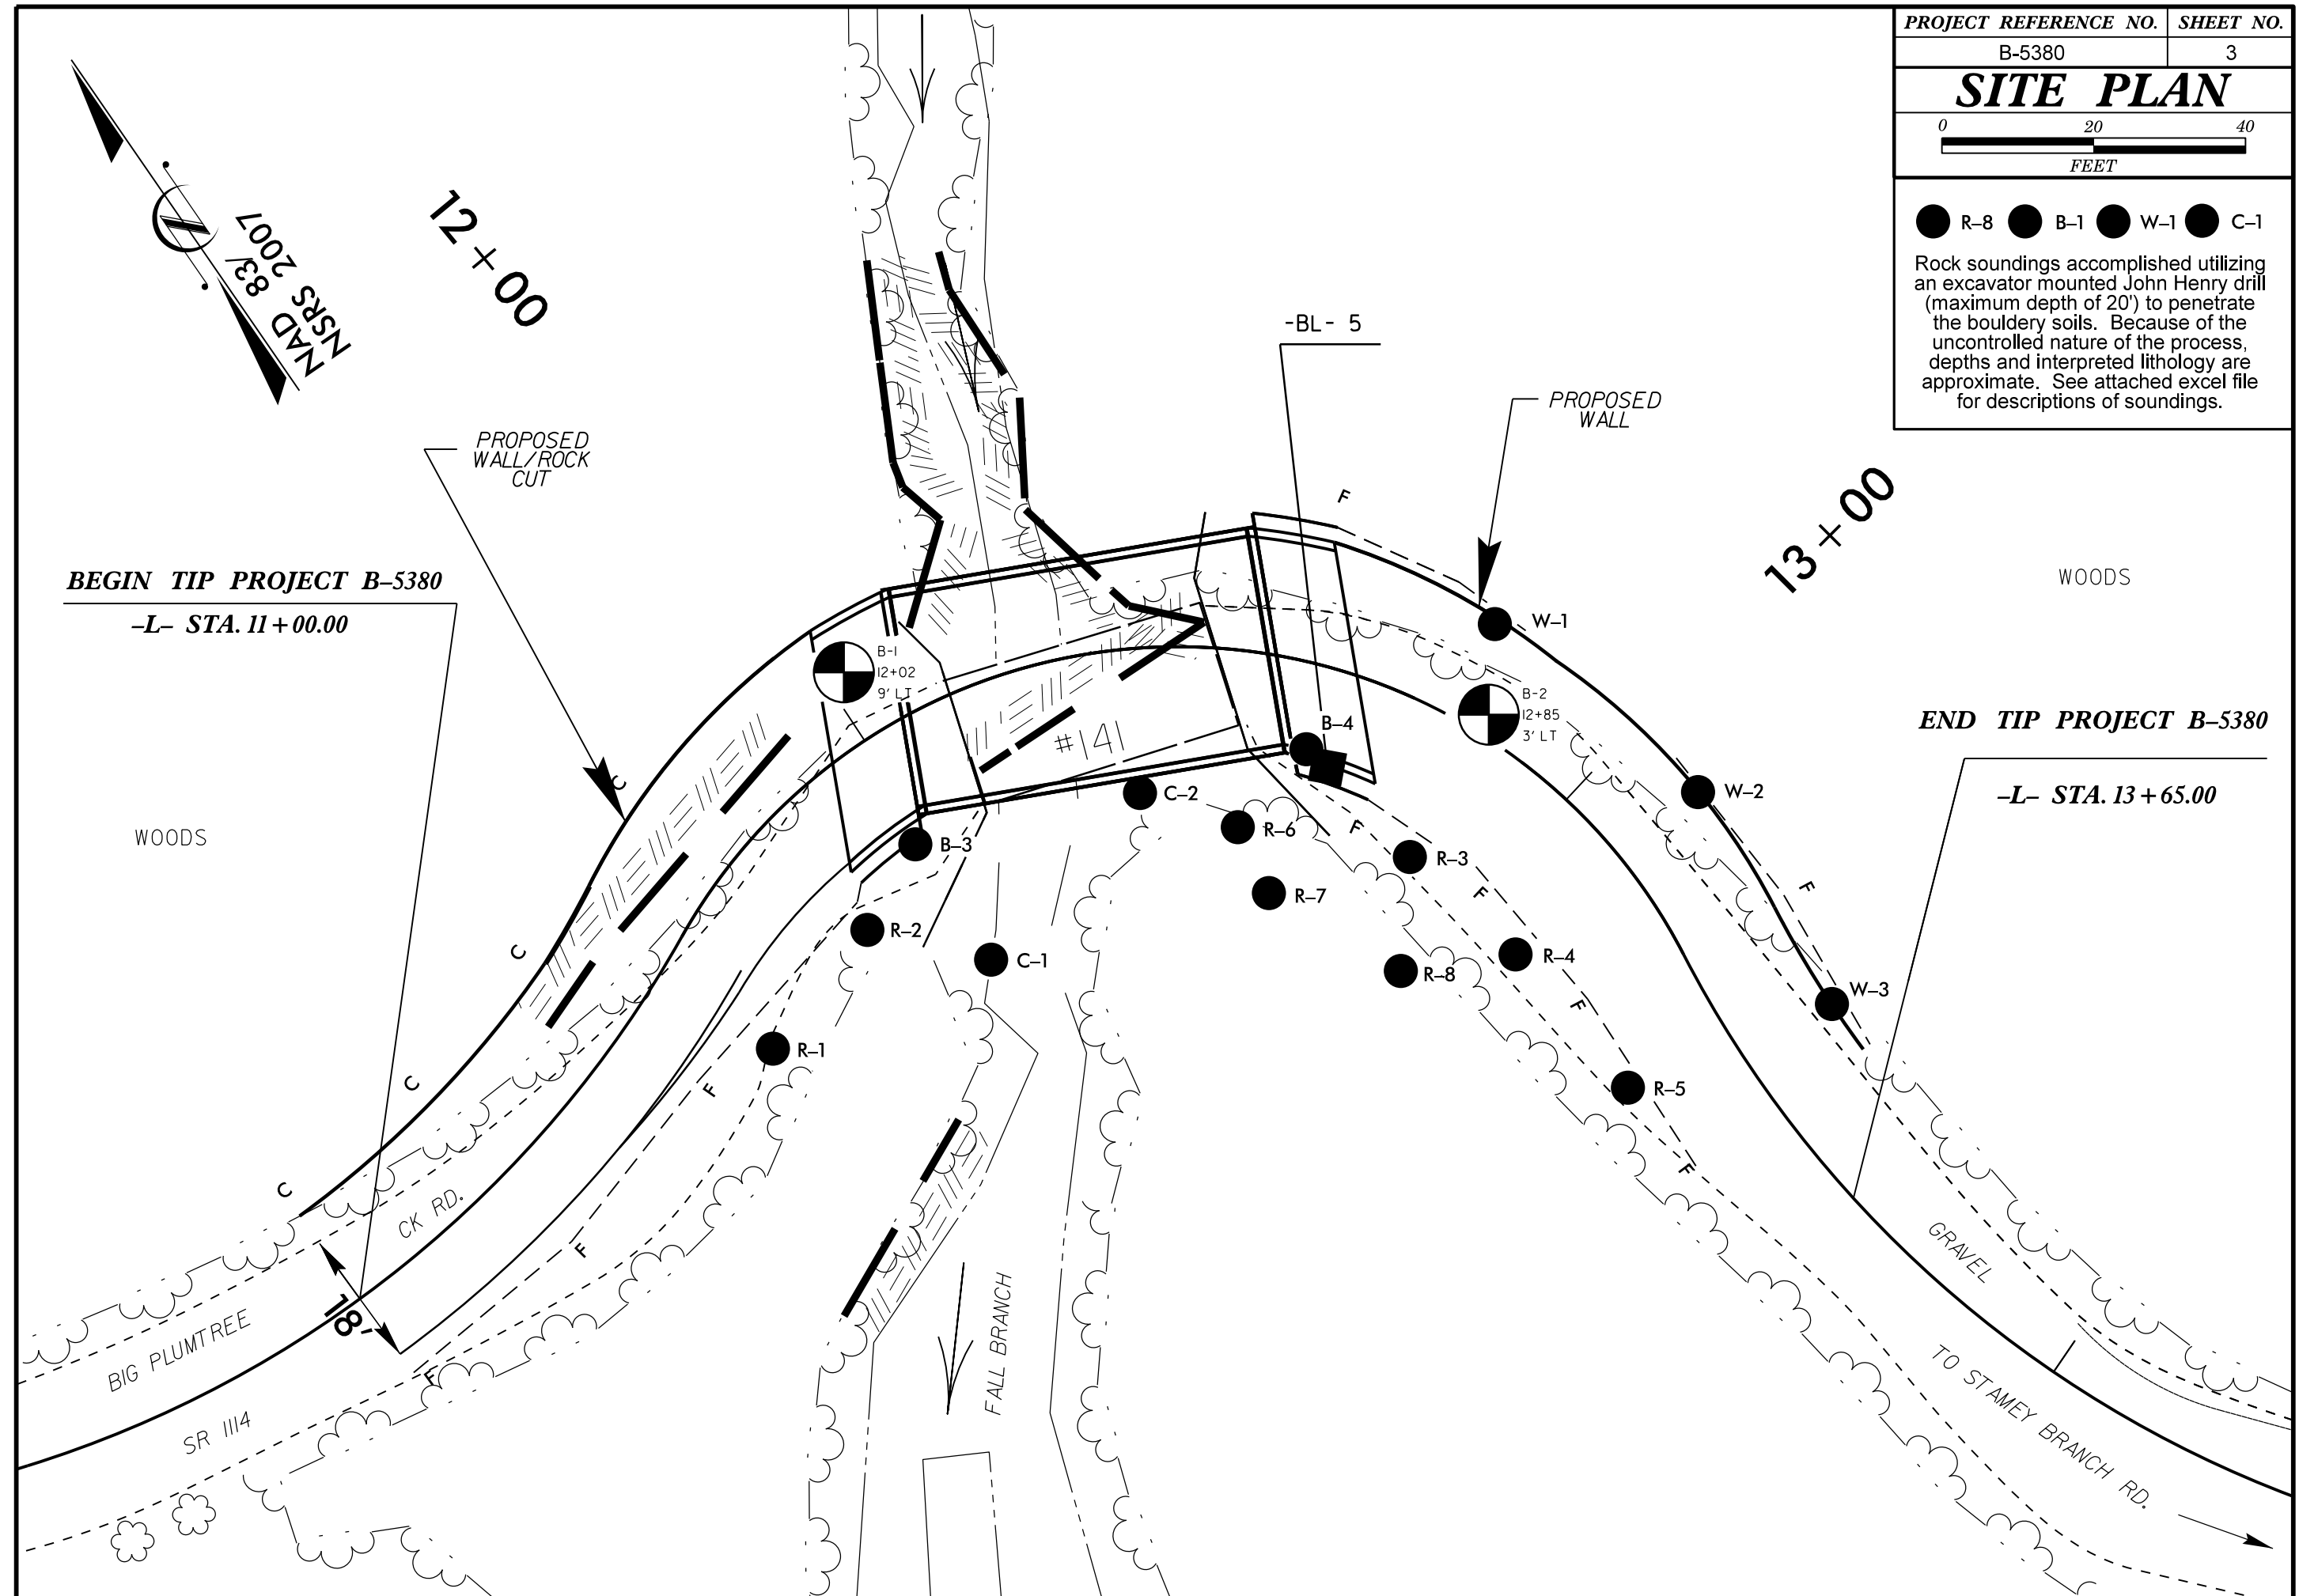 PROJECT REFERENCE NO. SHEET NO.
B-5380 3
SITE PLAN
0 20 40
FEET
R-8 B-1 W-1 C-1
Rock soundings accomplished utilizing
an excavator mounted John Henry drill
(maximum depth of 20') to penetrate
the bouldery soils. Because of the
uncontrolled nature of the process,
depths and interpreted lithology are
approximate. See attached excel file
for descriptions of soundings.
NAD 83/
NSRS 2007
12+00
-BL- 5
PROPOSED
WALL
PROPOSED
WALL/ROCK
CUT
13+00
WOODS
BEGIN TIP PROJECT B-5380
-L- STA. 11+00.00
F
W-1
B-1
12+02
9' LT
B-2
12+85
3' LT
END TIP PROJECT B-5380
-L- STA. 13+65.00
B-4
#141
C
C-2
W-2
R-6
F
WOODS
B-3
R-3
R-7
F
F
R-2
C-1
C
R-4
R-8
W-3
F
R-1
C
F
R-5
F
C
CK RD.
F
GRAVEL
18'
BIG PLUMTREE
FALL BRANCH
F
SR 1114
TO STAMEY BRANCH RD.